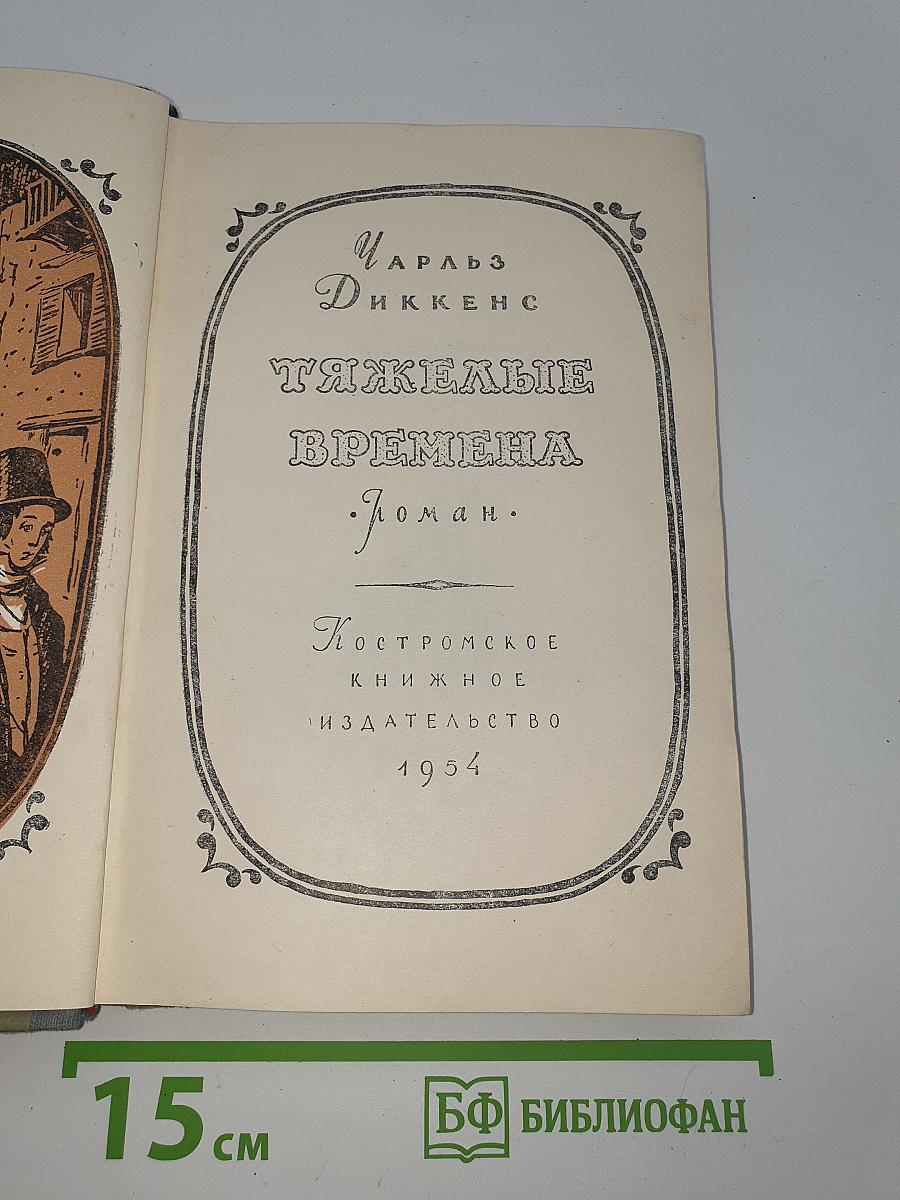 Чарльз
Диккенс
ТЯЖЕЛЫЕ
ВРЕМЕНА
·роман·
Костромское
книжное
издательство
1954
15 см
БФ БИБЛИОФАН